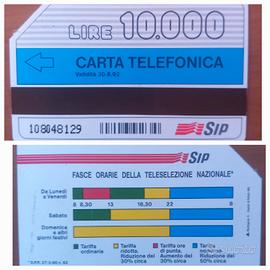 LIRE 10.000
CARTA TELEFONICA
Validità 30.6.92
108048129
SIP
SIP
FASCE ORARIE DELLA TELESELEZIONE NAZIONALE*
Da Lunedì
a Venerdì
8 8,30 13 18,30 22 8
Sabato
Domenica e
altri giorni
festivi
Tariffa
ordinaria
Tariffa
ridotta.
Riduzione del
30% circa
Tariffa ore
di punta.
Aumento del
30% circa
Tariffa
notturna.
Riduzione del
50% circa